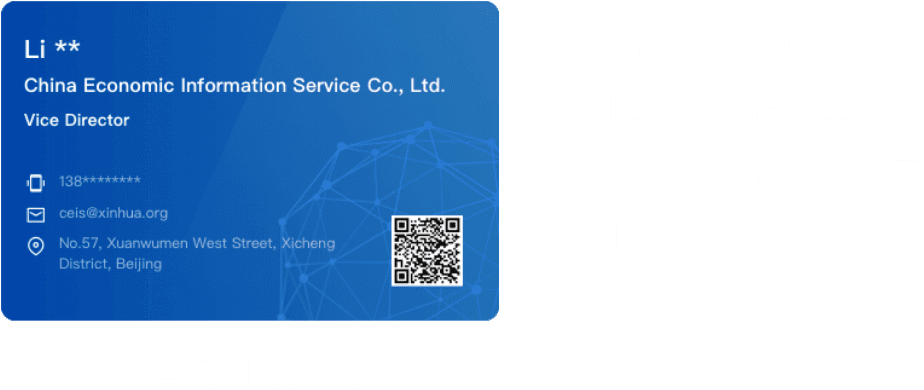 Li **
China Economic Information Service Co., Ltd.
Vice Director
138********
ceis@xinhua.org
No.57, Xuanwumen West Street, Xicheng
District, Beijing